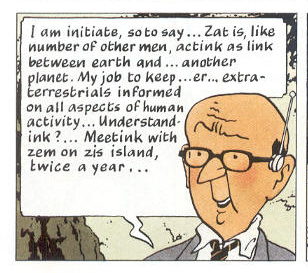 I am initiate, so to say... Zat is, like
number of other men, actink as link
between earth and ... another
planet. My job to keep...er... extra-
terrestrials informed
on all aspects of human
activity... Understand-
ink?... Meetink with
zem on zis island,
twice a year...